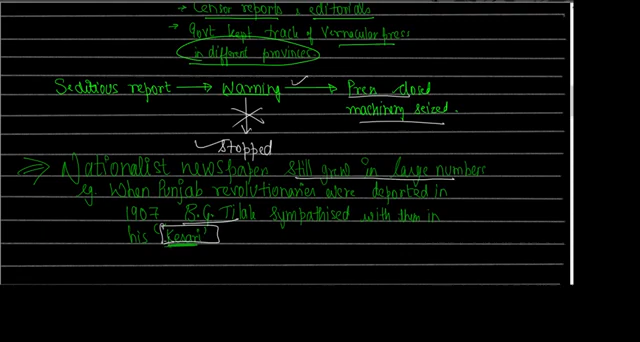 → Censor reports & editorials
→ Govt kept track of vernacular press
in different provinces
Seditious report → Warning → Press closed
machinery seized.
Stopped
⇒ Nationalist newspaper still grew in large numbers
eg. When Punjab revolutionaries were deported in
1907 B.G. Tilak sympathised with them in
his 'Kesari'